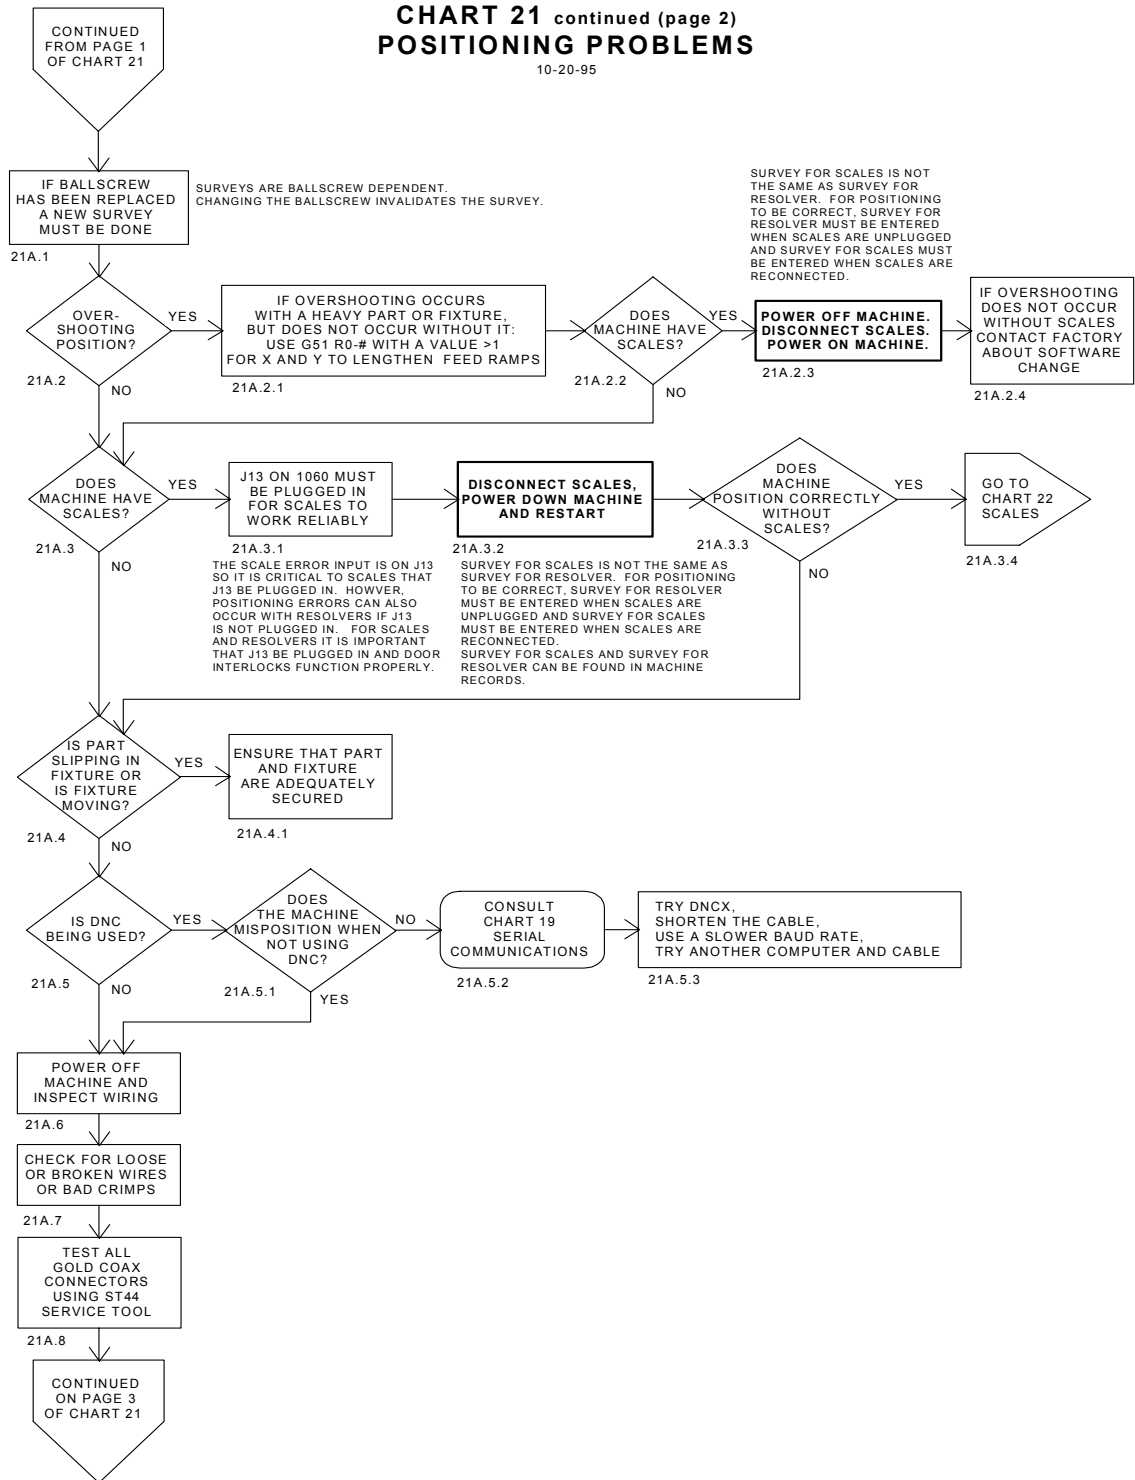 CHART 21 continued (page 2)
POSITIONING PROBLEMS
10-20-95
CONTINUED
FROM PAGE 1
OF CHART 21
IF BALLSCREW
HAS BEEN REPLACED
A NEW SURVEY
MUST BE DONE
21A.1
SURVEYS ARE BALLSCREW DEPENDENT.
CHANGING THE BALLSCREW INVALIDATES THE SURVEY.
OVER-
SHOOTING
POSITION?
21A.2
YES
NO
IF OVERSHOOTING OCCURS
WITH A HEAVY PART OR FIXTURE,
BUT DOES NOT OCCUR WITHOUT IT:
USE G51 R0-# WITH A VALUE >1
FOR X AND Y TO LENGTHEN FEED RAMPS
21A.2.1
DOES
MACHINE HAVE
SCALES?
21A.2.2
YES
NO
SURVEY FOR SCALES IS NOT
THE SAME AS SURVEY FOR
RESOLVER. FOR POSITIONING
TO BE CORRECT, SURVEY FOR
RESOLVER MUST BE ENTERED
WHEN SCALES ARE UNPLUGGED
AND SURVEY FOR SCALES MUST
BE ENTERED WHEN SCALES ARE
RECONNECTED.
POWER OFF MACHINE.
DISCONNECT SCALES.
POWER ON MACHINE.
21A.2.3
IF OVERSHOOTING
DOES NOT OCCUR
WITHOUT SCALES
CONTACT FACTORY
ABOUT SOFTWARE
CHANGE
21A.2.4
DOES
MACHINE HAVE
SCALES?
21A.3
YES
NO
J13 ON 1060 MUST
BE PLUGGED IN
FOR SCALES TO
WORK RELIABLY
21A.3.1
THE SCALE ERROR INPUT IS ON J13
SO IT IS CRITICAL TO SCALES THAT
J13 BE PLUGGED IN. HOWVER,
POSITIONING ERRORS CAN ALSO
OCCUR WITH RESOLVERS IF J13
IS NOT PLUGGED IN. FOR SCALES
AND RESOLVERS IT IS IMPORTANT
THAT J13 BE PLUGGED IN AND DOOR
INTERLOCKS FUNCTION PROPERLY.
DISCONNECT SCALES,
POWER DOWN MACHINE
AND RESTART
21A.3.2
SURVEY FOR SCALES IS NOT THE SAME AS
SURVEY FOR RESOLVER. FOR POSITIONING
TO BE CORRECT, SURVEY FOR RESOLVER
MUST BE ENTERED WHEN SCALES ARE
UNPLUGGED AND SURVEY FOR SCALES
MUST BE ENTERED WHEN SCALES ARE
RECONNECTED.
SURVEY FOR SCALES AND SURVEY FOR
RESOLVER CAN BE FOUND IN MACHINE
RECORDS.
DOES
MACHINE
POSITION CORRECTLY
WITHOUT
SCALES?
21A.3.3
YES
NO
GO TO
CHART 22
SCALES
21A.3.4
IS PART
SLIPPING IN
FIXTURE OR
IS FIXTURE
MOVING?
21A.4
YES
NO
ENSURE THAT PART
AND FIXTURE
ARE ADEQUATELY
SECURED
21A.4.1
IS DNC
BEING USED?
21A.5
YES
NO
DOES
THE MACHINE
MISPOSITION WHEN
NOT USING
DNC?
21A.5.1
NO
YES
CONSULT
CHART 19
SERIAL
COMMUNICATIONS
21A.5.2
TRY DNCX,
SHORTEN THE CABLE,
USE A SLOWER BAUD RATE,
TRY ANOTHER COMPUTER AND CABLE
21A.5.3
POWER OFF
MACHINE AND
INSPECT WIRING
21A.6
CHECK FOR LOOSE
OR BROKEN WIRES
OR BAD CRIMPS
21A.7
TEST ALL
GOLD COAX
CONNECTORS
USING ST44
SERVICE TOOL
21A.8
CONTINUED
ON PAGE 3
OF CHART 21